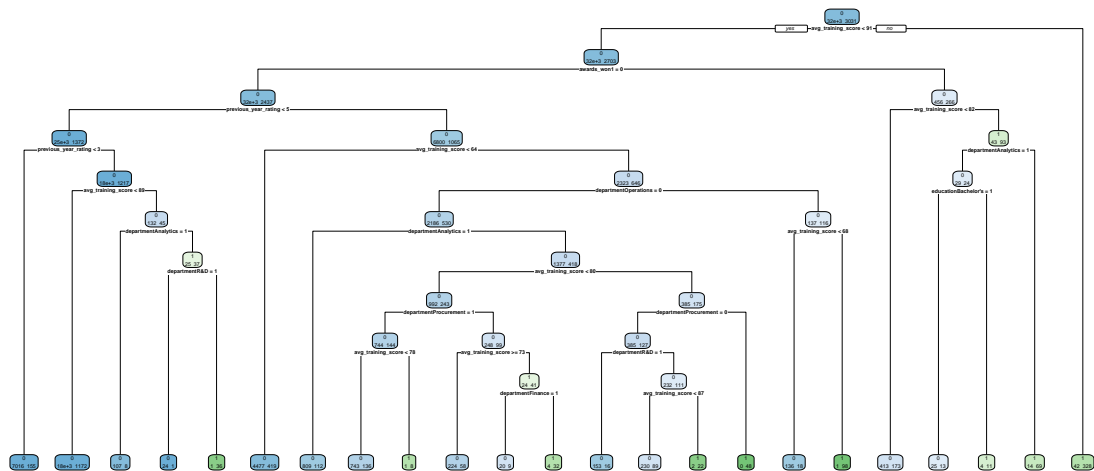 0
32e+3 3031
yes
avg_training_score < 91
no
0
32e+3 2703
awards_won1 = 0
0
32e+3 2437
previous_year_rating < 5
0
456 266
avg_training_score < 82
0
25e+3 1372
previous_year_rating < 3
0
6800 1065
avg_training_score < 64
1
43 93
departmentAnalytics = 1
0
18e+3 1217
avg_training_score < 89
0
2323 646
departmentOperations = 0
0
29 24
educationBachelor's = 1
0
132 45
departmentAnalytics = 1
0
2186 530
departmentAnalytics = 1
0
137 116
avg_training_score < 68
1
25 37
departmentR&D = 1
0
1377 418
avg_training_score < 80
0
992 243
departmentProcurement = 1
0
385 175
departmentProcurement = 0
0
744 144
avg_training_score < 78
0
248 99
avg_training_score >= 73
0
385 127
departmentR&D = 1
1
24 41
departmentFinance = 1
0
232 111
avg_training_score < 87
0
7016 155
0
18e+3 1172
0
107 8
0
24 1
1
1 36
0
4477 419
0
809 112
0
743 136
1
1 8
0
224 58
0
20 9
1
4 32
0
153 16
0
230 89
1
2 22
1
0 48
0
136 18
1
1 98
0
413 173
0
25 13
1
4 11
1
14 69
1
42 328